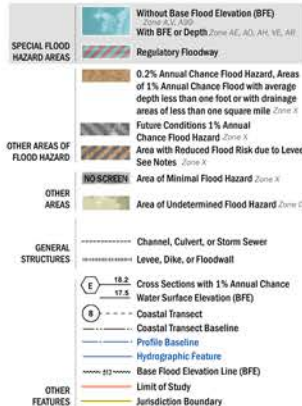 Without Base Flood Elevation (BFE)
Zone A,V, A99
With BFE or Depth Zone AE, AO, AH, VE, AR
SPECIAL FLOOD
HAZARD AREAS
Regulatory Floodway
0.2% Annual Chance Flood Hazard, Areas
of 1% Annual Chance Flood with average
depth less than one foot or with drainage
areas of less than one square mile Zone X
Future Conditions 1% Annual
Chance Flood Hazard Zone X
OTHER AREAS OF
FLOOD HAZARD
Area with Reduced Flood Risk due to Levee
See Notes Zone X
NO SCREEN Area of Minimal Flood Hazard Zone X
OTHER
AREAS
Area of Undetermined Flood Hazard Zone D
GENERAL
STRUCTURES
Channel, Culvert, or Storm Sewer
Levee, Dike, or Floodwall
E 18.2 Cross Sections with 1% Annual Chance
17.5 Water Surface Elevation (BFE)
8 Coastal Transect
Coastal Transect Baseline
Profile Baseline
Hydrographic Feature
513 Base Flood Elevation Line (BFE)
OTHER
FEATURES
Limit of Study
Jurisdiction Boundary